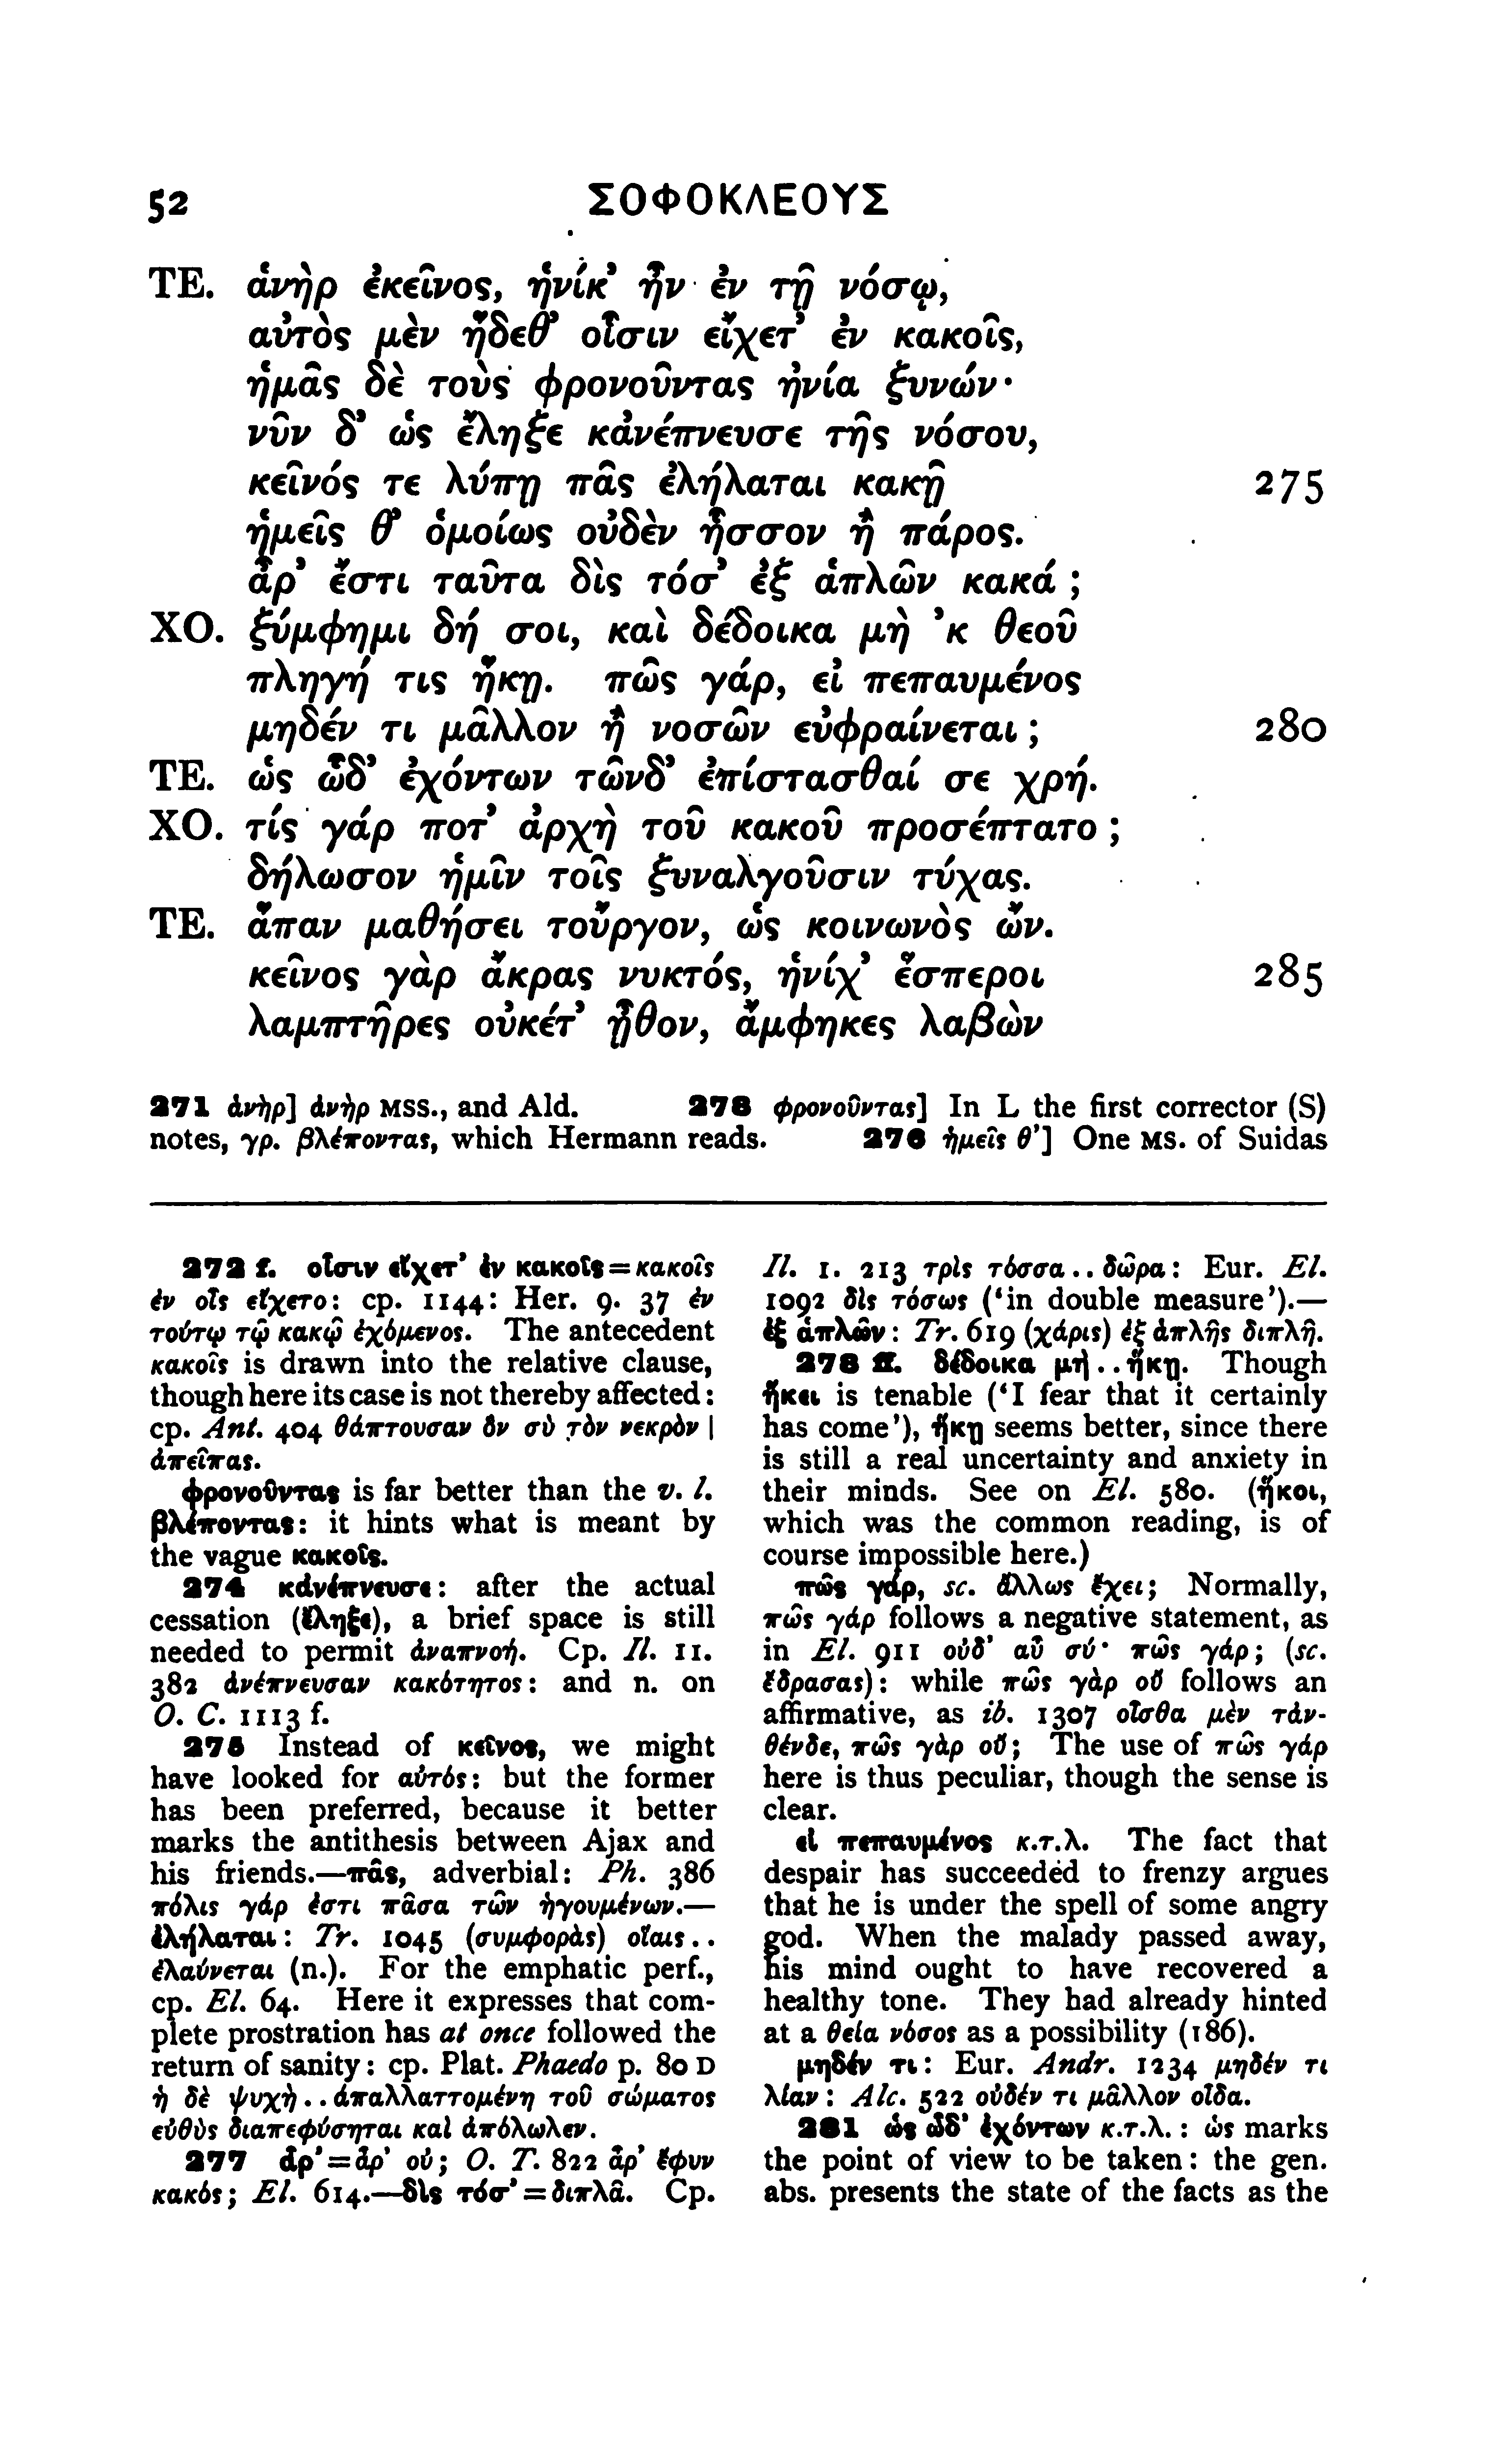 52 ΣΟΦΟΚΛΕΟΥΣ
ΤΕ. ἁνὴρ ἐκεῖνος, ἡνίκ’ ἦν ἐν τῇ νόσῳ,
αὐτὸς μὲν ἥδεθ’ οἷσιν εἴχετ’ ἐν κακοῖς,
ἡμᾶς δὲ τοὺς φρονοῦντας ἠνία ξυνών·
νῦν δ’ ὡς ἔληξε κἀνέπνευσε τῆς νόσου,
κεῖνός τε λύπῃ πᾶς ἐλήλαται κακῇ 275
ἡμεῖς θ’ ὁμοίως οὐδὲν ἧσσον ἢ πάρος.
ἆρ’ ἔστι ταῦτα δὶς τόσ’ ἐξ ἁπλῶν κακά ;
ΧΟ. ξύμφημι δή σοι, καὶ δέδοικα μὴ ’κ θεοῦ
πληγή τις ἥκῃ. πῶς γάρ, εἰ πεπαυμένος
μηδέν τι μᾶλλον ἢ νοσῶν εὐφραίνεται ; 280
ΤΕ. ὡς ὧδ’ ἐχόντων τῶνδ’ ἐπίστασθαί σε χρή.
ΧΟ. τίς γάρ ποτ’ ἀρχὴ τοῦ κακοῦ προσέπτατο ;
δήλωσον ἡμῖν τοῖς ξυναλγοῦσιν τύχας.
ΤΕ. ἅπαν μαθήσει τοὔργον, ὡς κοινωνὸς ὤν.
κεῖνος γὰρ ἄκρας νυκτός, ἡνίχ’ ἕσπεροι 285
λαμπτῆρες οὐκέτ’ ᾖθον, ἄμφηκες λαβὼν
271 ἁνὴρ] ἀνὴρ MSS., and Ald. 273 φρονοῦντας] In L the first corrector (S)
notes, γρ. βλέποντας, which Hermann reads. 276 ἡμεῖς θ’] One MS. of Suidas
272 f. οἷσιν εἴχετ’ ἐν κακοῖς = κακοῖς
ἐν οἷς εἴχετο: cp. 1144: Her. 9. 37 ἐν
τούτῳ τῷ κακῷ ἐχόμενος. The antecedent
κακοῖς is drawn into the relative clause,
though here its case is not thereby affected:
cp. Ant. 404 θάπτουσαν ὃν σὺ τὸν νεκρὸν |
ἀπεῖπας.
φρονοῦντας is far better than the v. l.
βλέποντας: it hints what is meant by
the vague κακοῖς.
274 κἀνέπνευσε: after the actual
cessation (ἔληξε), a brief space is still
needed to permit ἀναπνοή. Cp. Il. 11.
382 ἀνέπνευσαν κακότητος: and n. on
O. C. 1113 f.
275 Instead of κεῖνος, we might
have looked for αὐτός: but the former
has been preferred, because it better
marks the antithesis between Ajax and
his friends.—πᾶς, adverbial: Ph. 386
πόλις γάρ ἐστι πᾶσα τῶν ἡγουμένων.—
ἐλήλαται: Tr. 1045 (συμφορὰς) οἵαις . .
ἐλαύνεται (n.). For the emphatic perf.,
cp. El. 64. Here it expresses that com-
plete prostration has at once followed the
return of sanity: cp. Plat. Phaedo p. 80 D
ἡ δὲ ψυχὴ . . ἀπαλλαττομένη τοῦ σώματος
εὐθὺς διαπεφύσηται καὶ ἀπόλωλεν.
277 ἆρ’ = ἆρ’ οὐ; O. T. 822 ἆρ’ ἔφυν
κακός; El. 614.—δὶς τόσ’ = διπλᾶ. Cp.
Il. 1. 213 τρὶς τόσσα . . δῶρα: Eur. El.
1092 δὶς τόσως (‘in double measure’).—
ἐξ ἁπλῶν: Tr. 619 (χάρις) ἐξ ἁπλῆς διπλῆ.
278 ff. δέδοικα μὴ . . ἥκῃ. Though
ἥκει is tenable (‘I fear that it certainly
has come’), ἥκῃ seems better, since there
is still a real uncertainty and anxiety in
their minds. See on El. 580. (ἥκοι,
which was the common reading, is of
course impossible here.)
πῶς γάρ, sc. ἄλλως ἔχει; Normally,
πῶς γάρ follows a negative statement, as
in El. 911 οὐδ’ αὖ σύ· πῶς γάρ; (sc.
ἔδρασας): while πῶς γὰρ οὔ follows an
affirmative, as ib. 1307 οἶσθα μὲν τἀν-
θένδε, πῶς γὰρ οὔ; The use of πῶς γάρ
here is thus peculiar, though the sense is
clear.
εἰ πεπαυμένος κ.τ.λ. The fact that
despair has succeeded to frenzy argues
that he is under the spell of some angry
god. When the malady passed away,
his mind ought to have recovered a
healthy tone. They had already hinted
at a θεία νόσος as a possibility (186).
μηδέν τι: Eur. Andr. 1234 μηδέν τι
λίαν: Alc. 522 οὐδέν τι μᾶλλον οἶδα.
281 ὡς ὧδ’ ἐχόντων κ.τ.λ.: ὡς marks
the point of view to be taken: the gen.
abs. presents the state of the facts as the